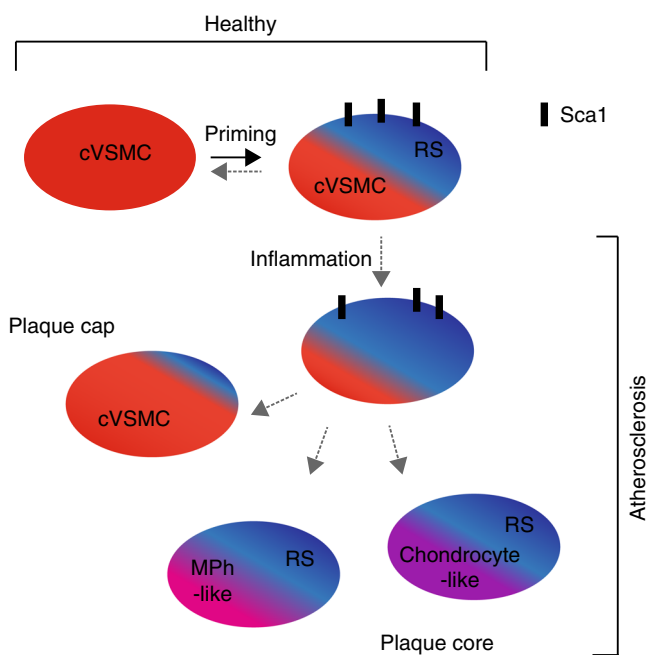 Healthy
Sca1
Priming
cVSMC
RS
cVSMC
Inflammation
Plaque cap
cVSMC
Atherosclerosis
RS
MPh
-like
RS
Chondrocyte
-like
Plaque core